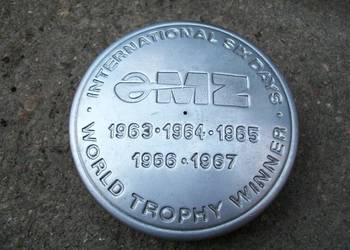 · INTERNATIONAL SIX DAYS ·
MZ
1963·1964·1965
1966·1967
WORLD TROPHY WINNER